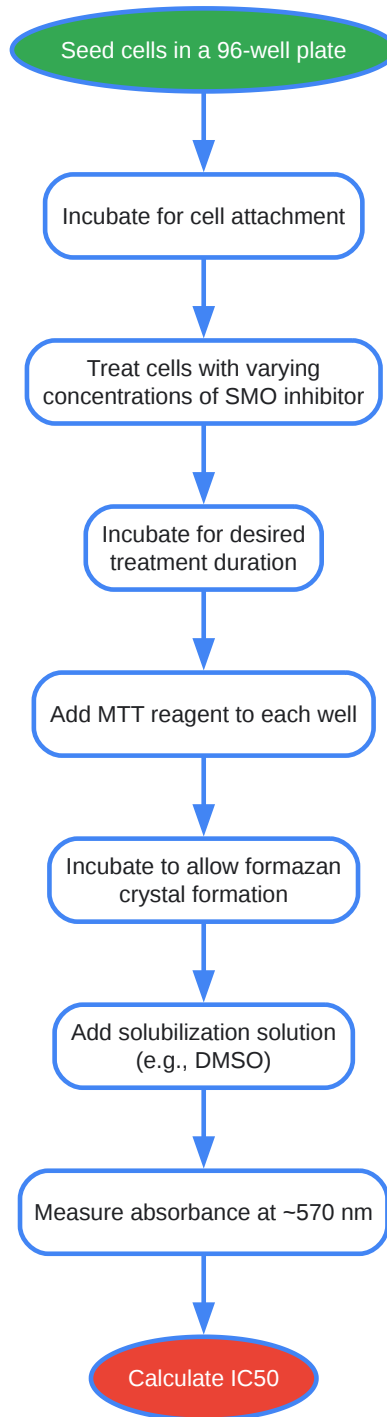 Seed cells in a 96-well plate
Incubate for cell attachment
Treat cells with varying
concentrations of SMO inhibitor
Incubate for desired
treatment duration
Add MTT reagent to each well
Incubate to allow formazan
crystal formation
Add solubilization solution
(e.g., DMSO)
Measure absorbance at ~570 nm
Calculate IC50